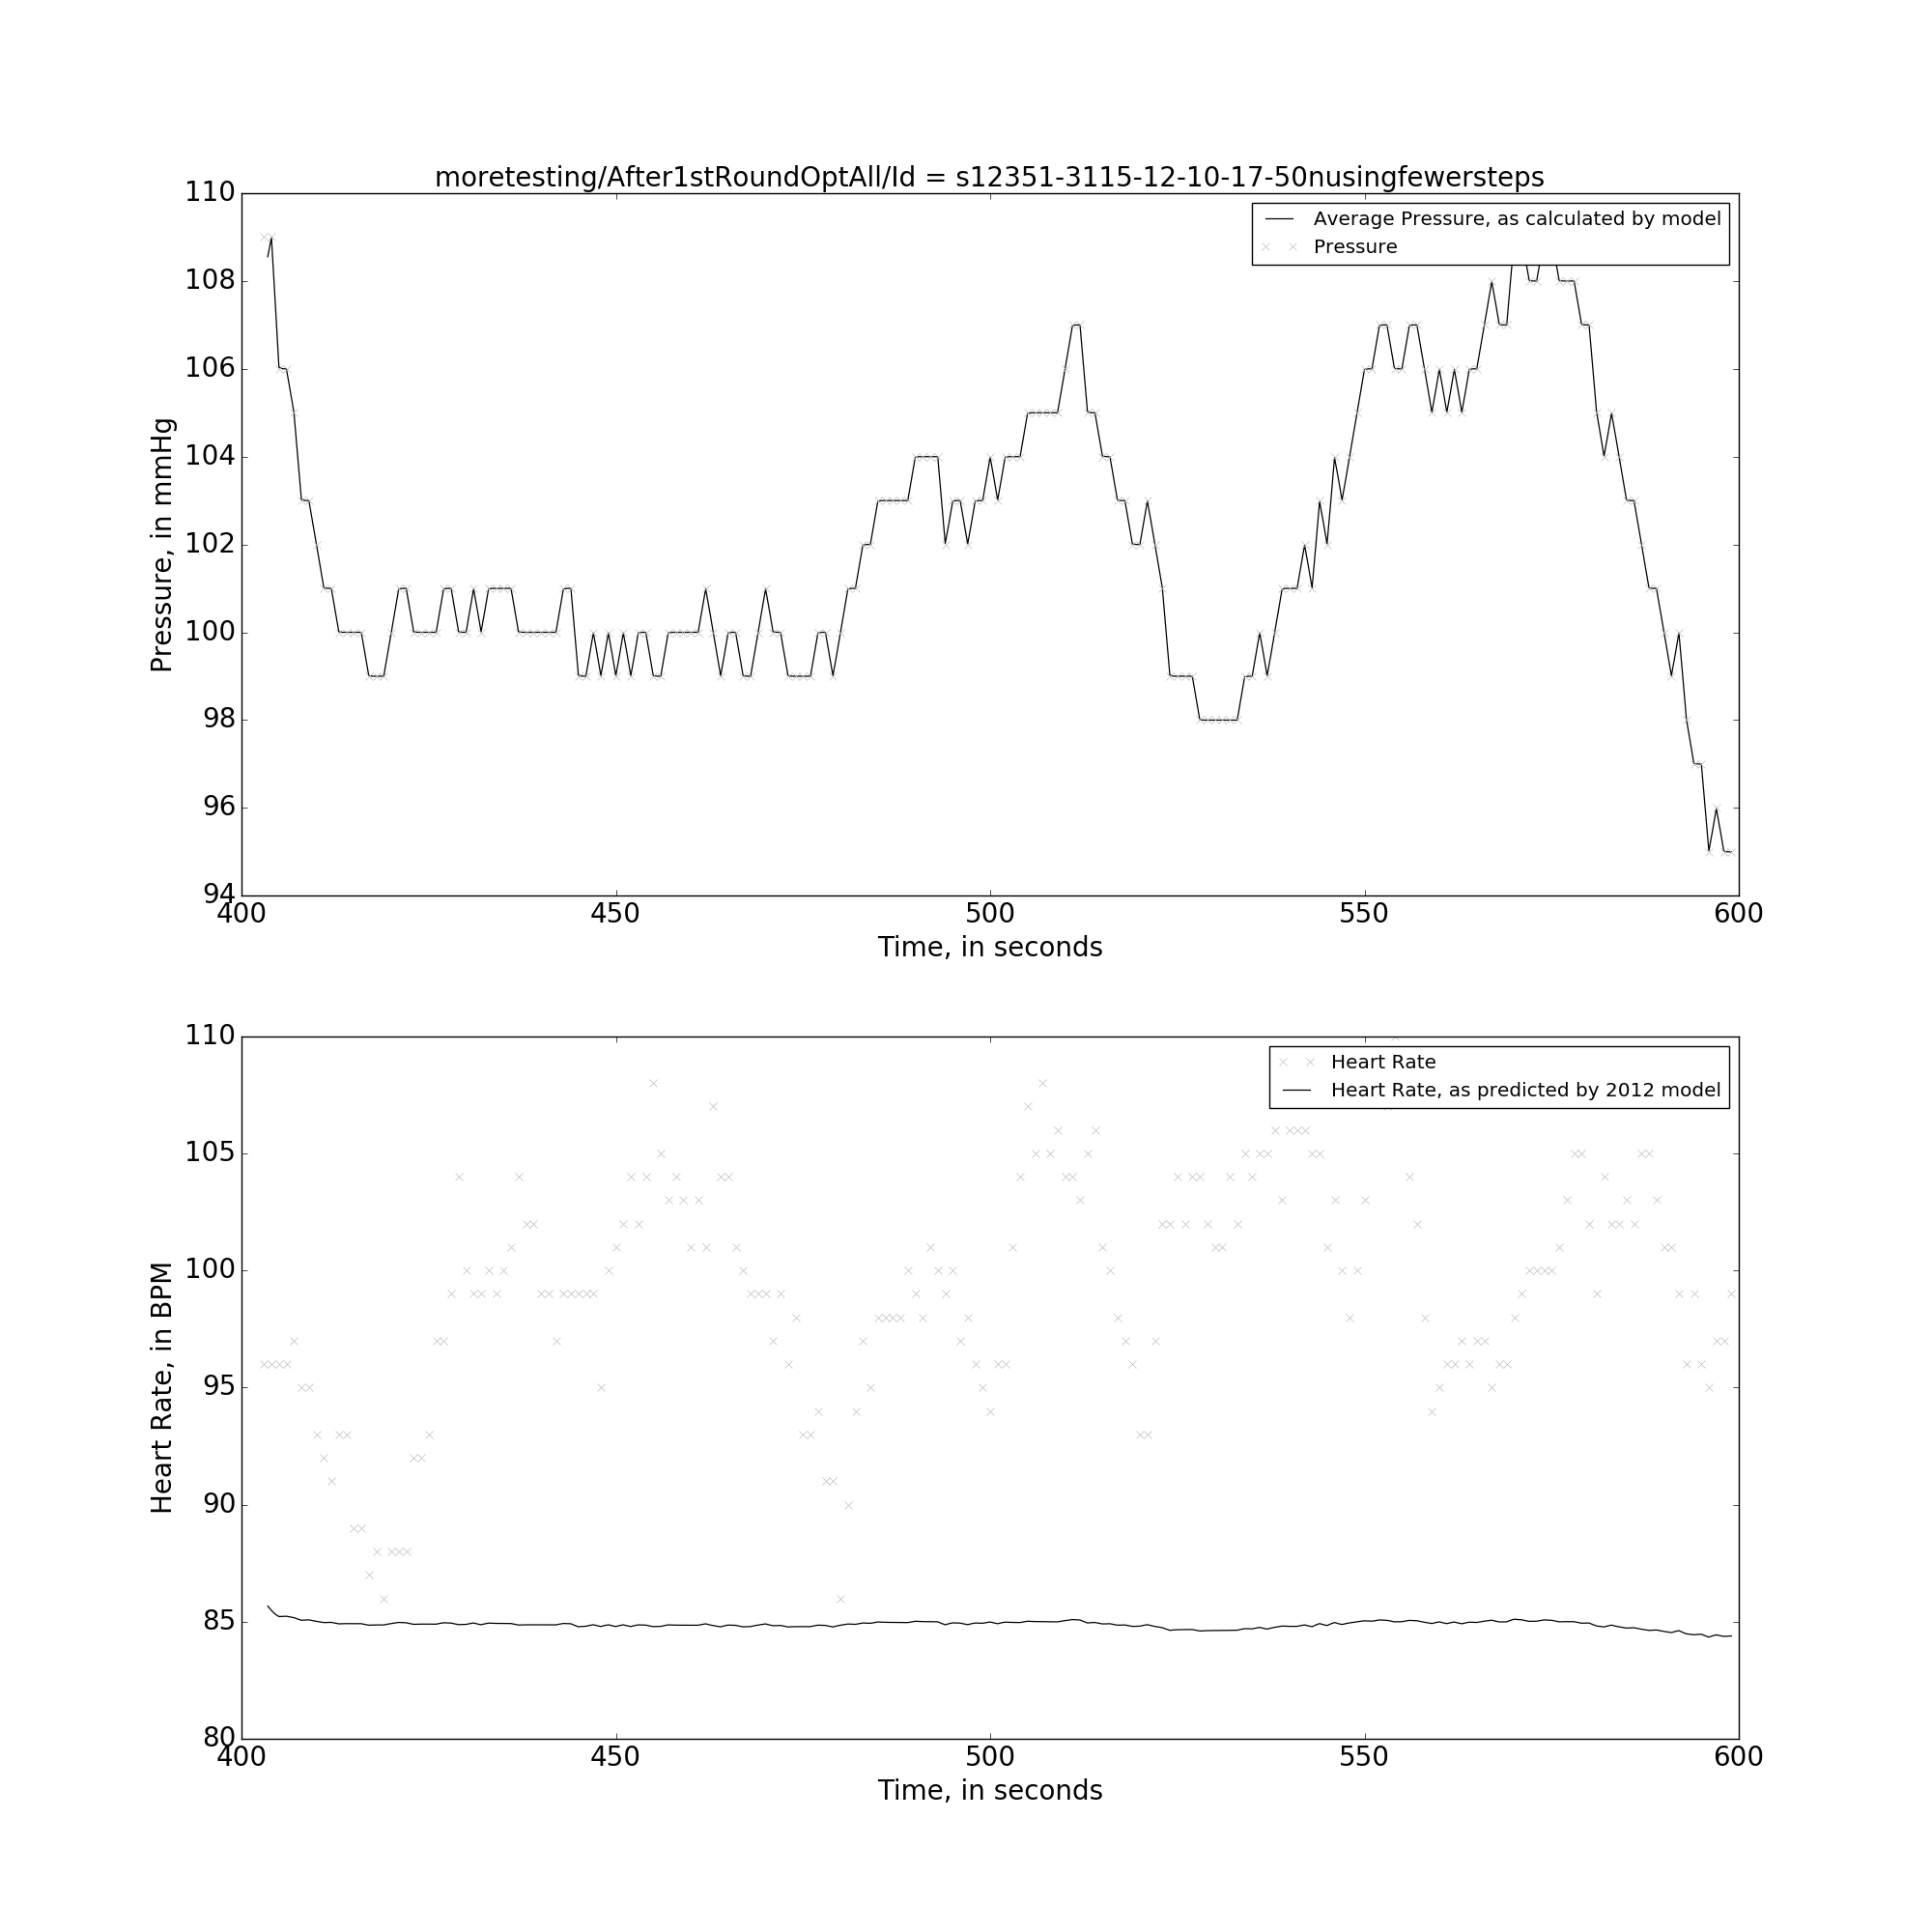 moretesting/After1stRoundOptAll/Id = s12351-3115-12-10-17-50nusingfewersteps
110
108
106
104
102
100
98
96
94
Pressure, in mmHg
Average Pressure, as calculated by model
Pressure
400 450 500 550 600
Time, in seconds
110
105
100
95
90
85
80
Heart Rate, in BPM
Heart Rate
Heart Rate, as predicted by 2012 model
400 450 500 550 600
Time, in seconds